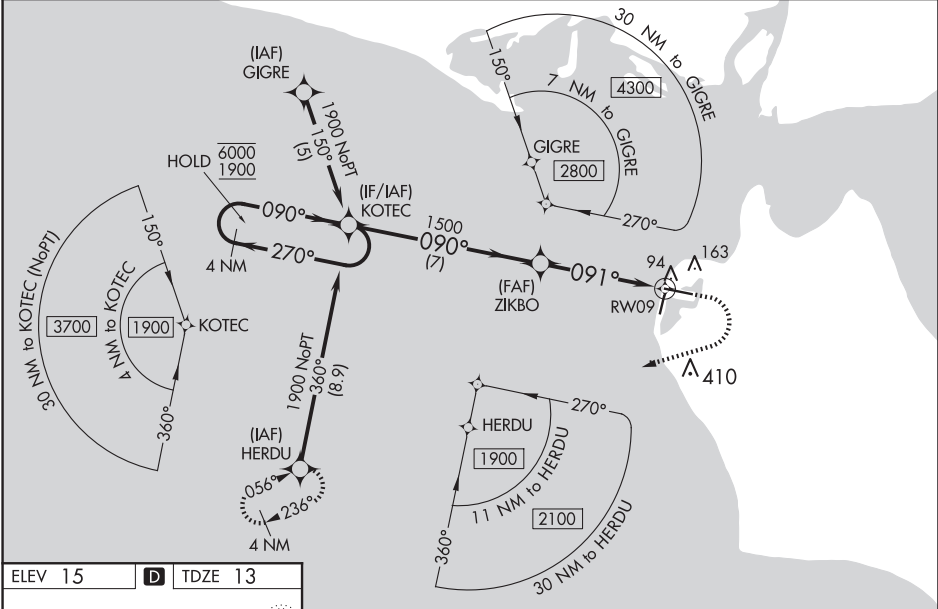 (IAF)
GIGRE
1900 NoPT
150°
(5)
HOLD
6000
1900
090°
270°
4 NM
(IF/IAF)
KOTEC
1500
090°
(7)
(FAF)
ZIKBO
091°
RW09
94
163
410
30 NM to GIGRE
4300
7 NM to GIGRE
2800
150°
GIGRE
270°
30 NM to KOTEC (NoPT)
3700
4 NM to KOTEC
1900
150°
KOTEC
360°
1900 NoPT
360°
(8.9)
(IAF)
HERDU
056°
236°
4 NM
270°
HERDU
1900
11 NM to HERDU
2100
30 NM to HERDU
360°
ELEV 15 D TDZE 13